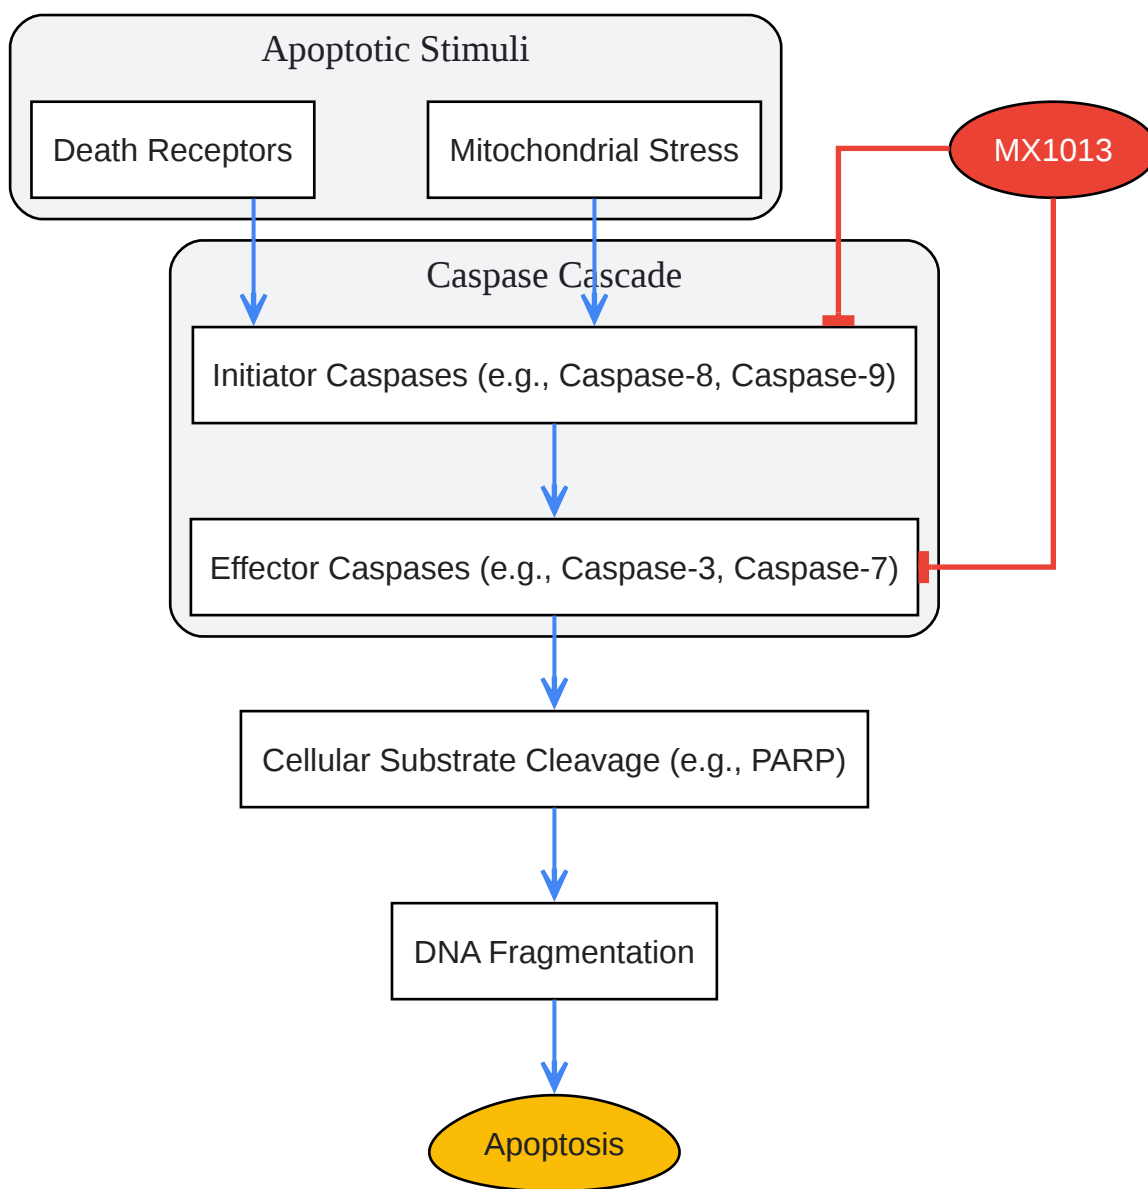 Apoptotic Stimuli
Death Receptors
Mitochondrial Stress
MX1013
Caspase Cascade
Initiator Caspases (e.g., Caspase-8, Caspase-9)
Effector Caspases (e.g., Caspase-3, Caspase-7)
Cellular Substrate Cleavage (e.g., PARP)
DNA Fragmentation
Apoptosis